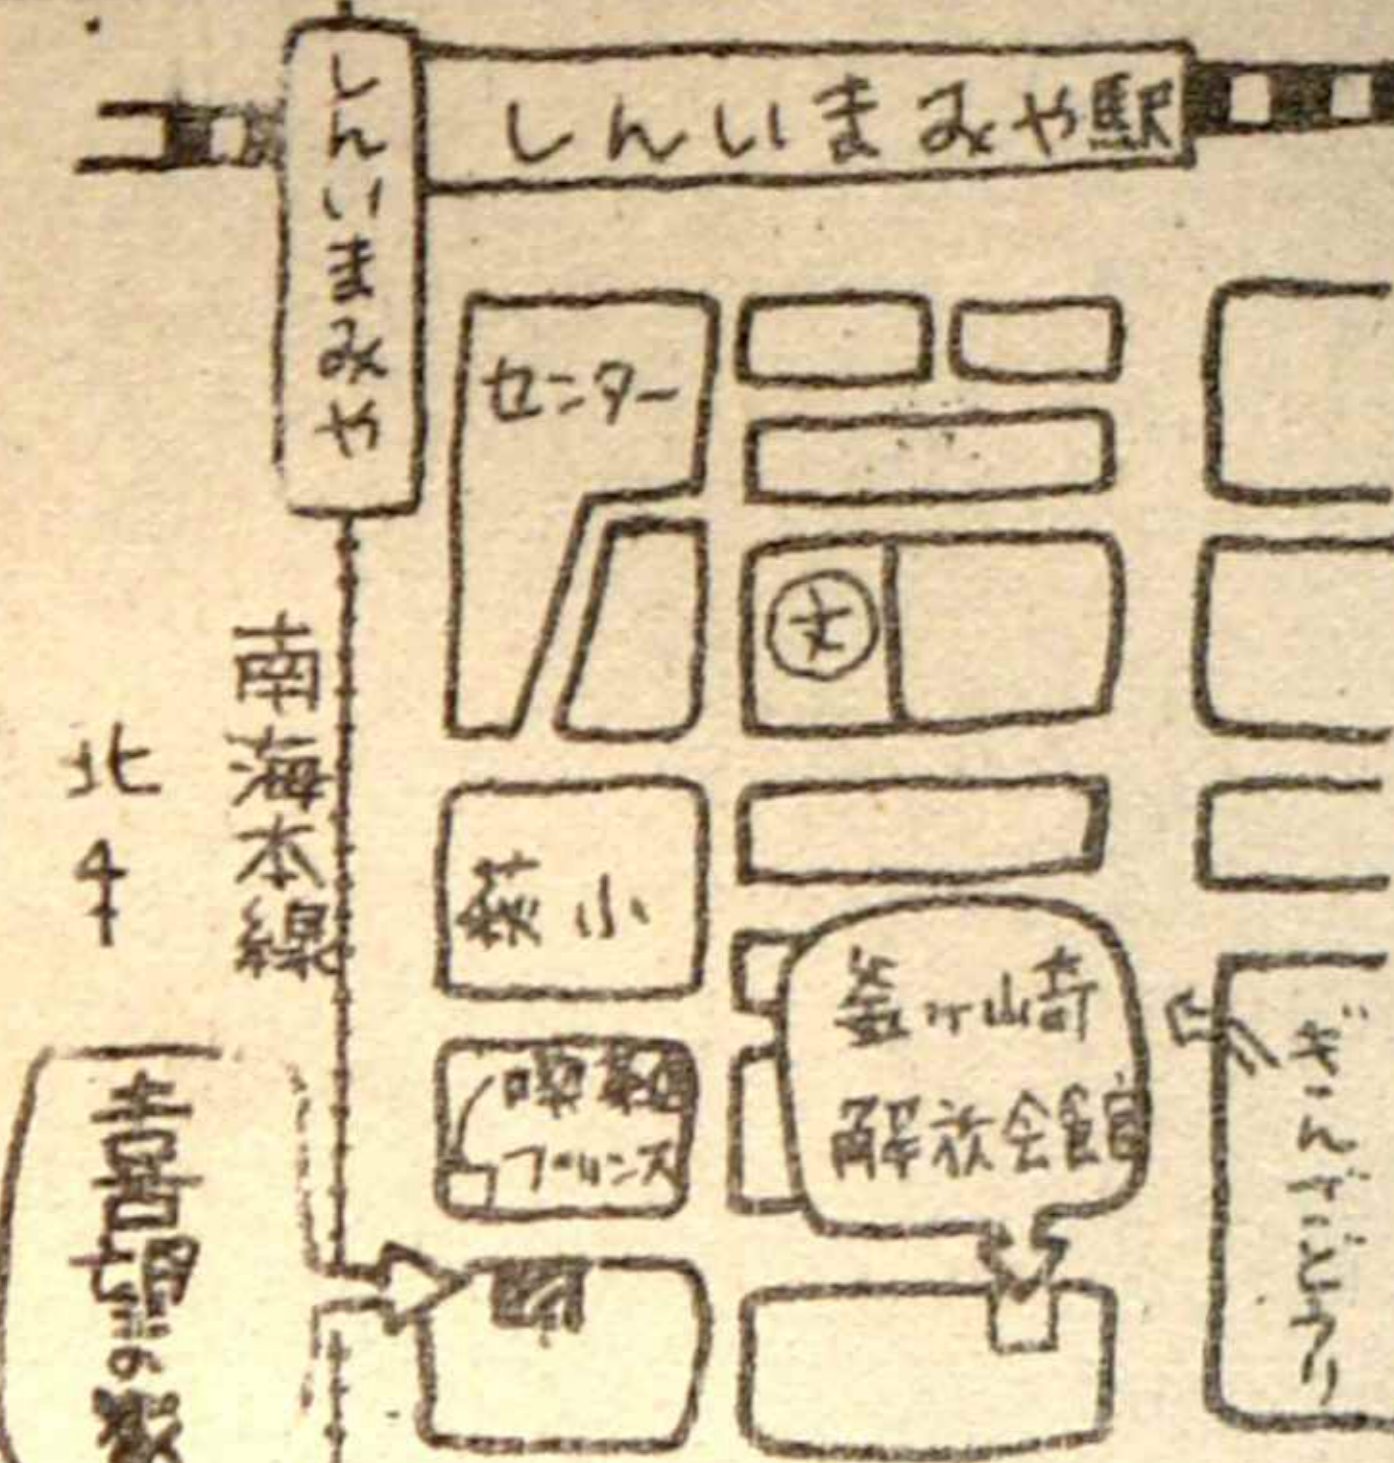 しんいまみや
しんいまみや駅
センター
文
南海本線
北
萩小
釜ヶ崎
解放会館
喫茶
プリンス
ぎんざどうり
の家